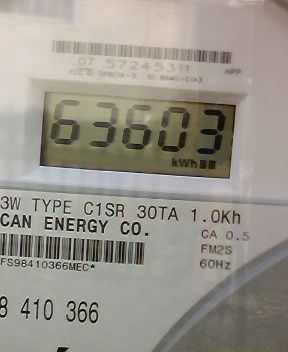 07 57245311
63603
kWh
3W TYPE C1SR 30TA 1.0Kh
CAN ENERGY CO.
CA 0.5
FM2S
60Hz
FS98410366MEC*
8 410 366